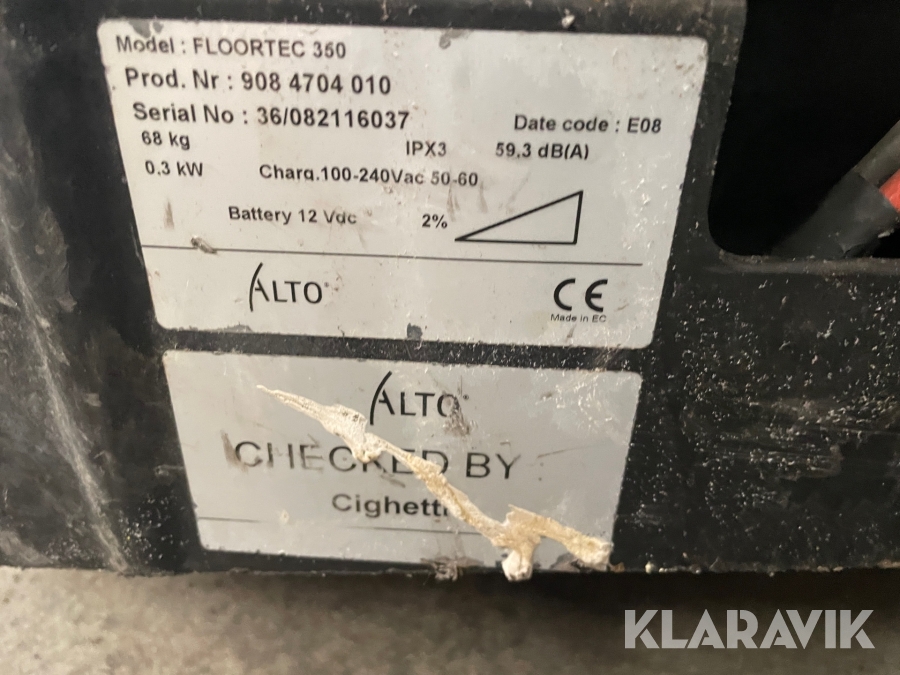 Model : FLOORTEC 350
Prod. Nr : 908 4704 010
Serial No : 36/082116037
Date code : E08
68 kg IPX3 59.3 dB(A)
0.3 kW Charg.100-240Vac 50-60
Battery 12 Vdc 2%
ALTO
CE
Made in EC
ALTO
CHECKED BY
Cighetti
KLARAVIK